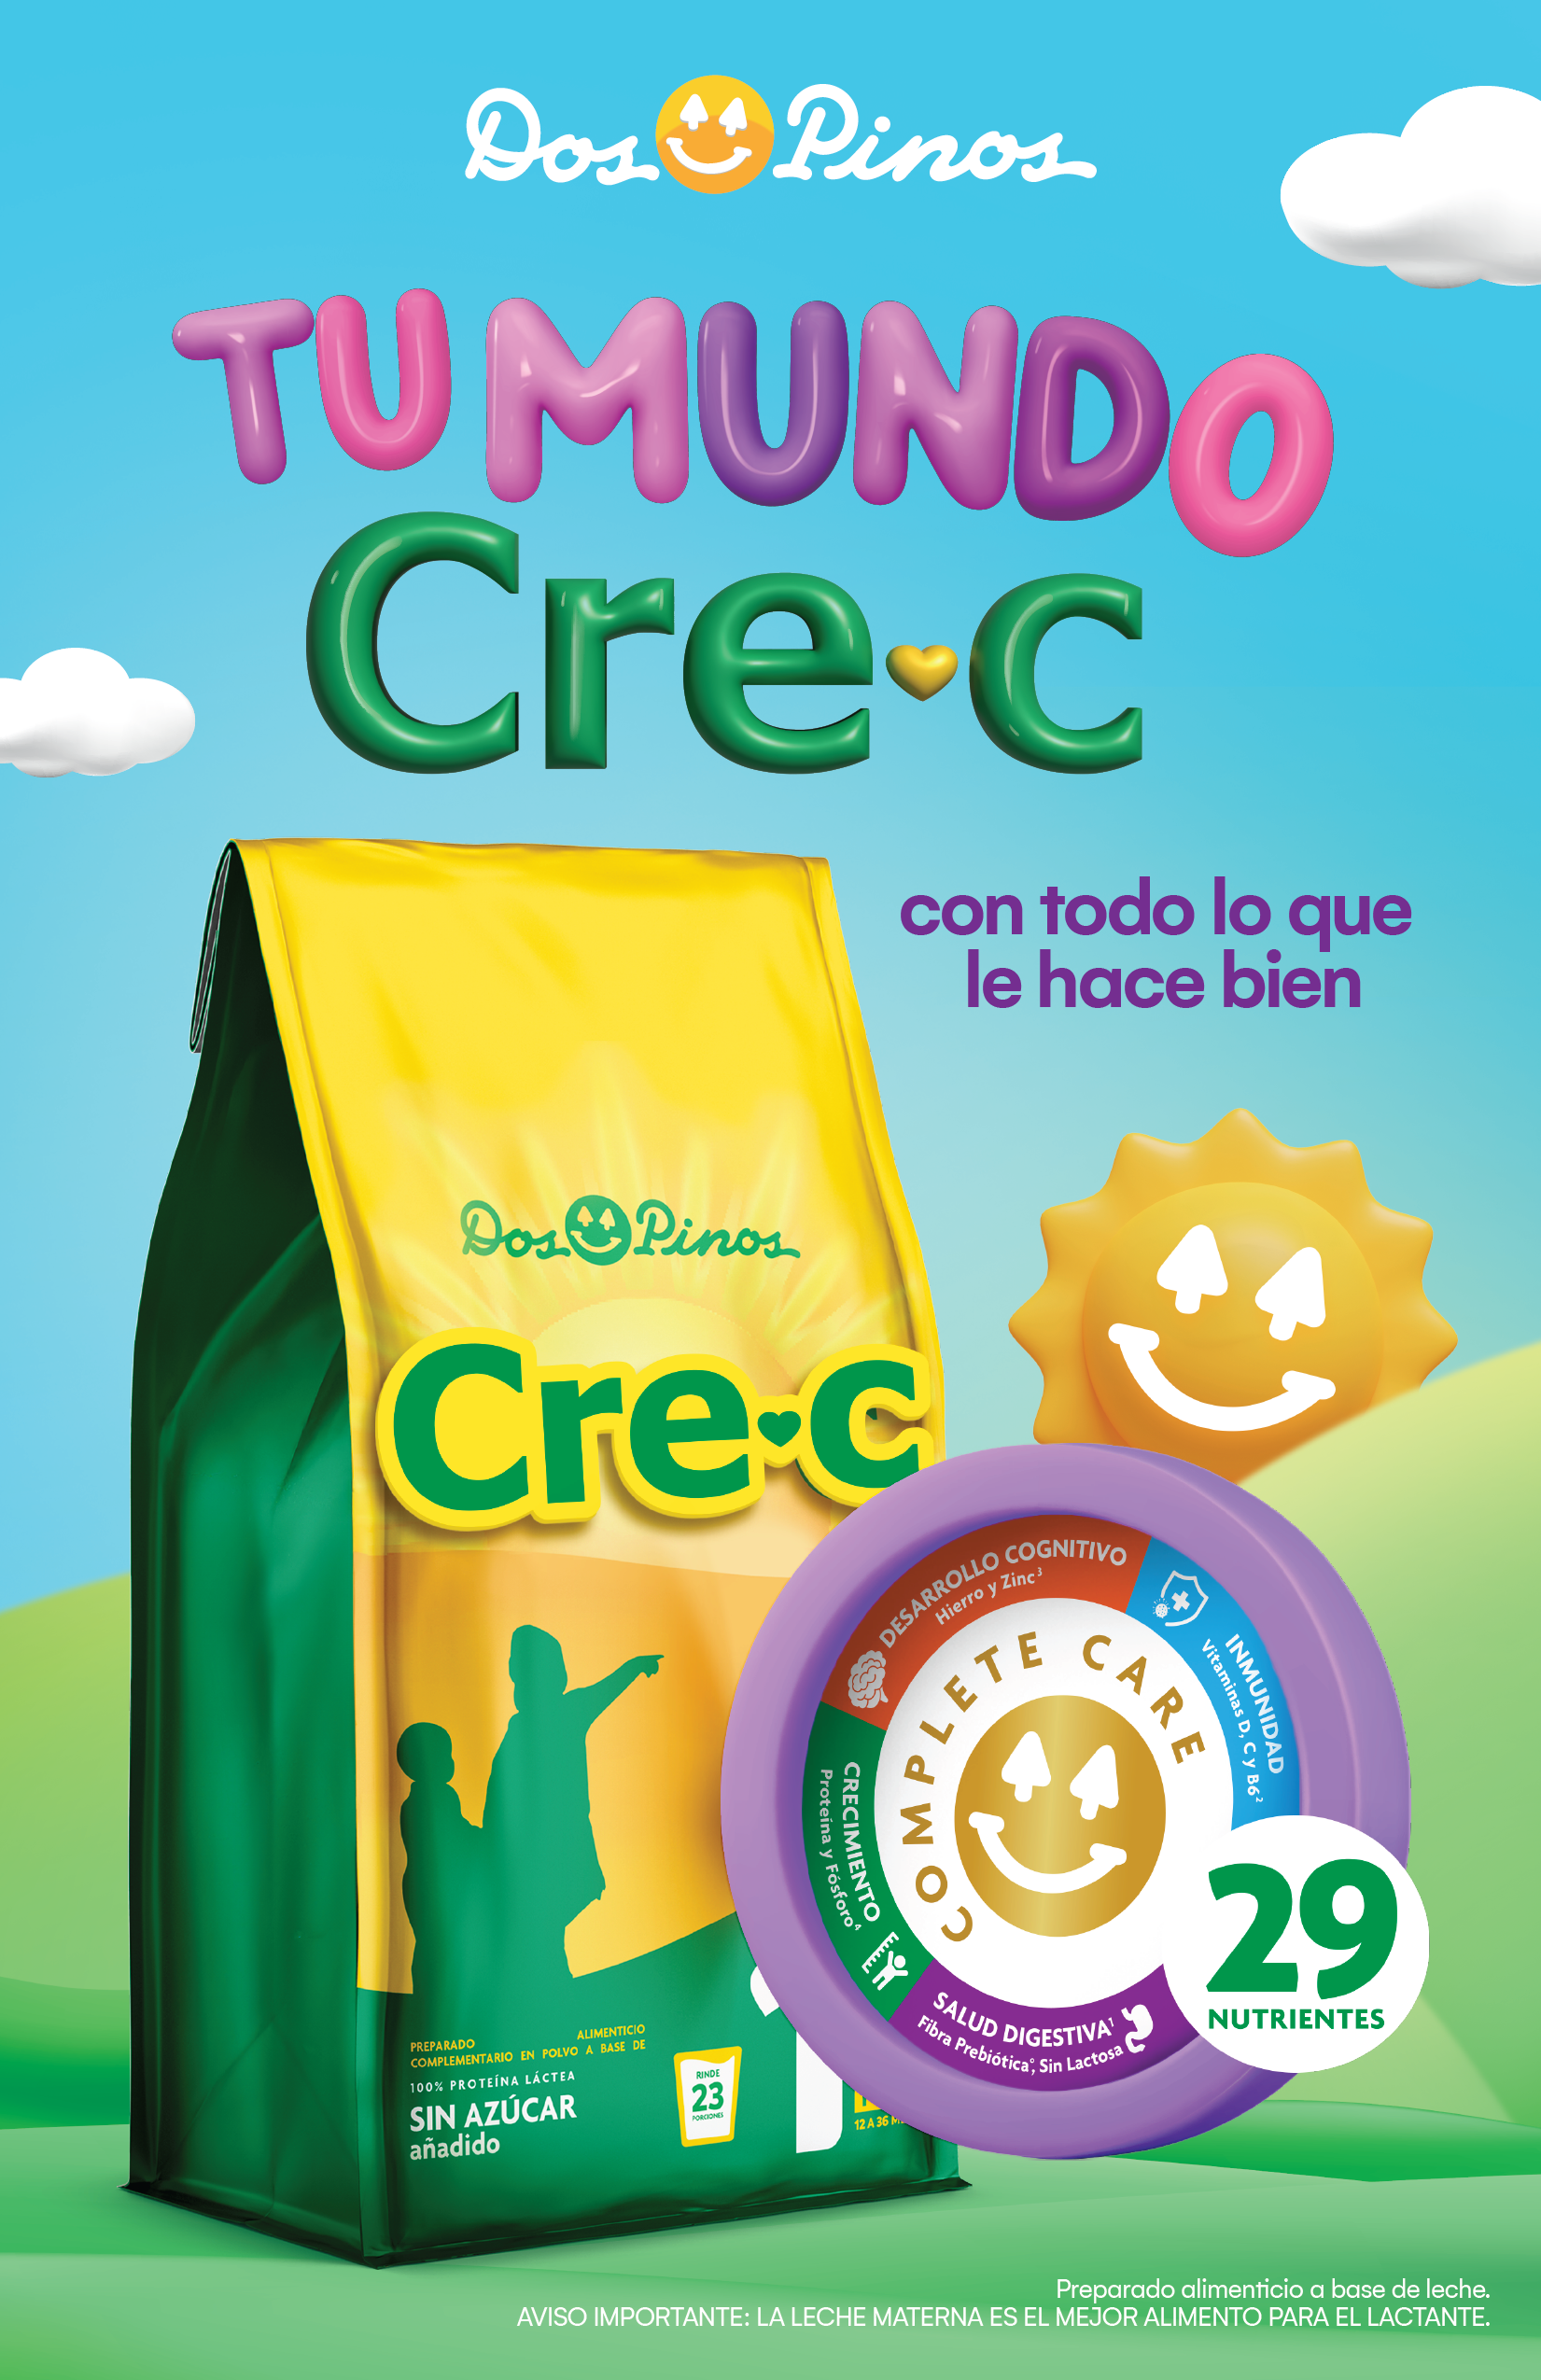 Dos Pinos
TU MUNDO
Cre-c
con todo lo que
le hace bien
Dos Pinos
Cre-c
DESARROLLO COGNITIVO
Hierro y Zinc³
INMUNIDAD
Vitaminas D, C y B6²
COMPLETE CARE
CRECIMIENTO
Proteína y Fósforo⁴
SALUD DIGESTIVA¹
Fibra Prebiótica°, Sin Lactosa
29
NUTRIENTES
PREPARADO ALIMENTICIO
COMPLEMENTARIO EN POLVO A BASE DE
100% PROTEÍNA LÁCTEA
SIN AZÚCAR
añadido
RINDE
23
PORCIONES
12 A 36
Preparado alimenticio a base de leche.
AVISO IMPORTANTE: LA LECHE MATERNA ES EL MEJOR ALIMENTO PARA EL LACTANTE.